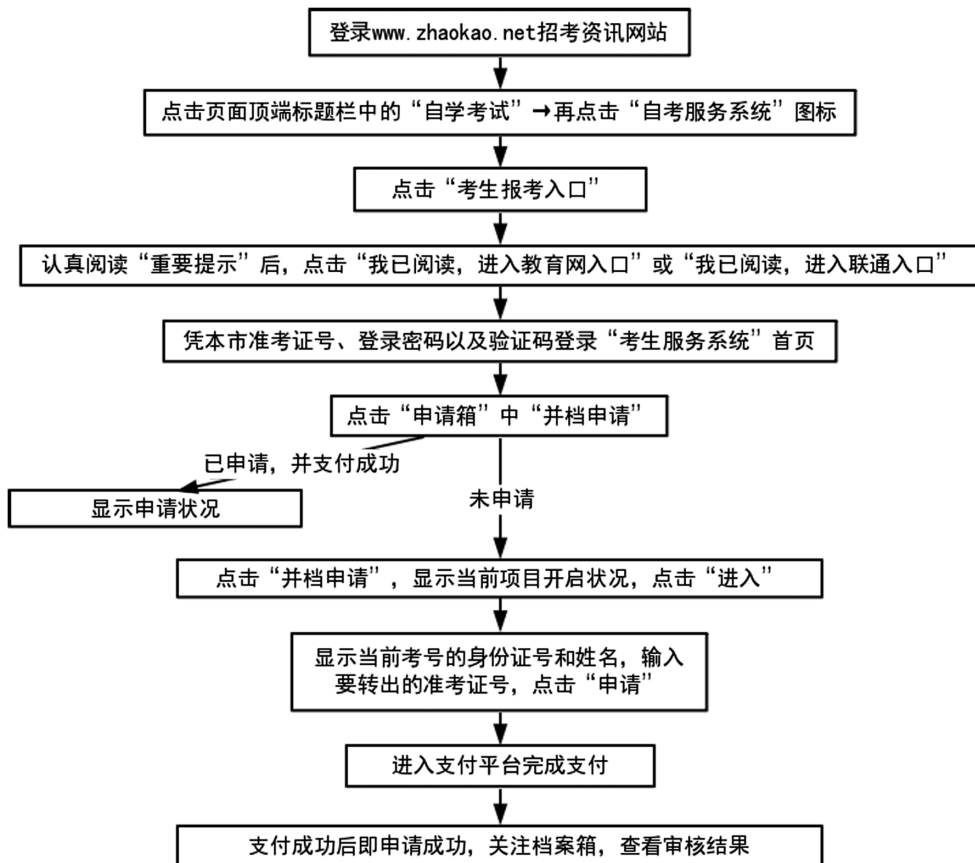 登录www.zhaokao.net招考资讯网站
点击页面顶端标题栏中的“自学考试”→再点击“自考服务系统”图标
点击“考生报考入口”
认真阅读“重要提示”后，点击“我已阅读，进入教育网入口”或“我已阅读，进入联通入口”
凭本市准考证号、登录密码以及验证码登录“考生服务系统”首页
点击“申请箱”中“并档申请”
已申请，并支付成功
显示申请状况
未申请
点击“并档申请”，显示当前项目开启状况，点击“进入”
显示当前考号的身份证号和姓名，输入
要转出的准考证号，点击“申请”
进入支付平台完成支付
支付成功后即申请成功，关注档案箱，查看审核结果